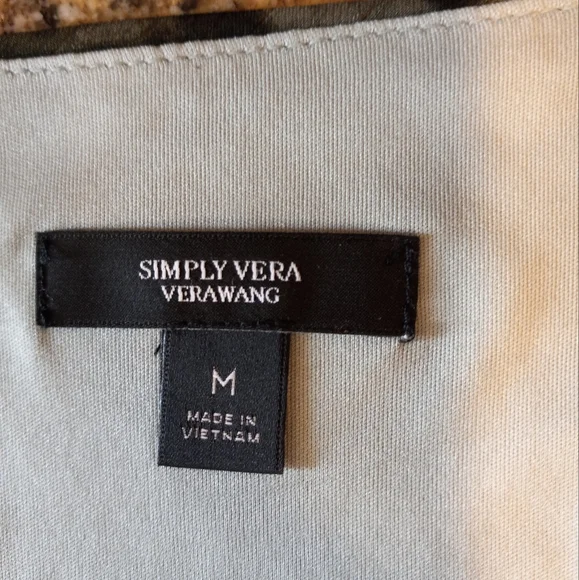 SIMPLY VERA
VERAWANG
M
MADE IN
VIETNAM